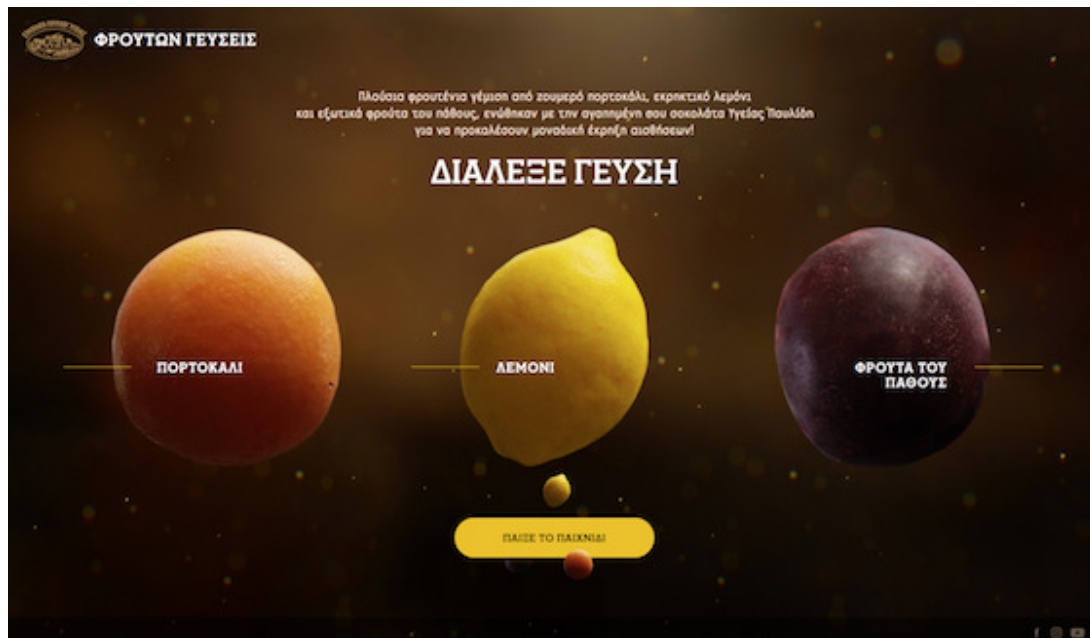 ΦΡΟΥΤΩΝ ΓΕΥΣΕΙΣ
Πλούσια φρουτένια γέμιση από ζουμερό πορτοκάλι, εκρηκτικό λεμόνι
και εξωτικά φρούτα του πάθους, ενώθηκαν με την αγαπημένη σου σοκολάτα Υγείας Παυλίδη
για να προκαλέσουν μοναδική έκρηξη αισθήσεων!
ΔΙΑΛΕΞΕ ΓΕΥΣΗ
ΠΟΡΤΟΚΑΛΙ
ΛΕΜΟΝΙ
ΦΡΟΥΤΑ ΤΟΥ
ΠΑΘΟΥΣ
ΠΑΙΞΕ ΤΟ ΠΑΙΧΝΙΔΙ